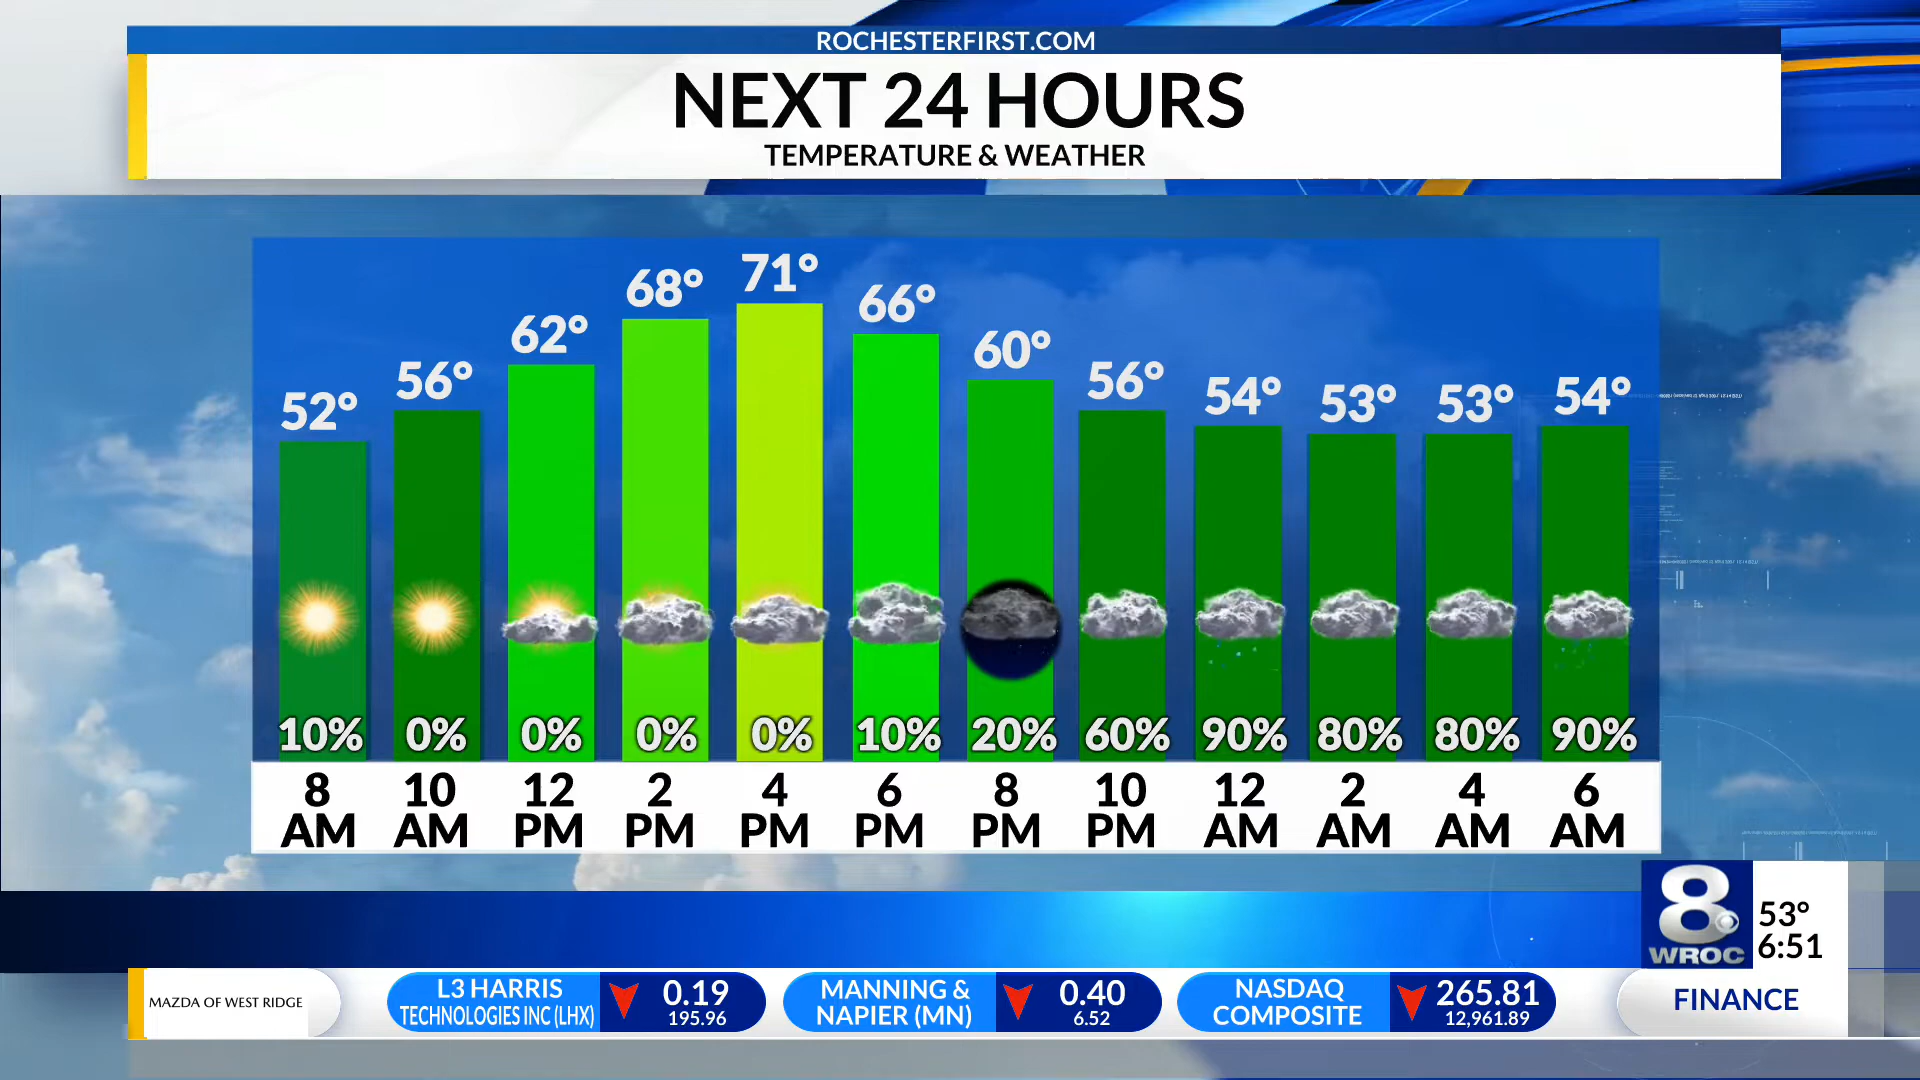 ROCHESTERFIRST.COM
NEXT 24 HOURS
TEMPERATURE & WEATHER
52° 56° 62° 68° 71° 66° 60° 56° 54° 53° 53° 54°
10% 0% 0% 0% 0% 10% 20% 60% 90% 80% 80% 90%
8 10 12 2 4 6 8 10 12 2 4 6
AM AM PM PM PM PM PM PM AM AM AM AM
8
WROC
53°
6:51
MAZDA OF WEST RIDGE
L3 HARRIS
TECHNOLOGIES INC (LHX)
0.19
195.96
MANNING &
NAPIER (MN)
0.40
6.52
NASDAQ
COMPOSITE
265.81
12,961.89
FINANCE